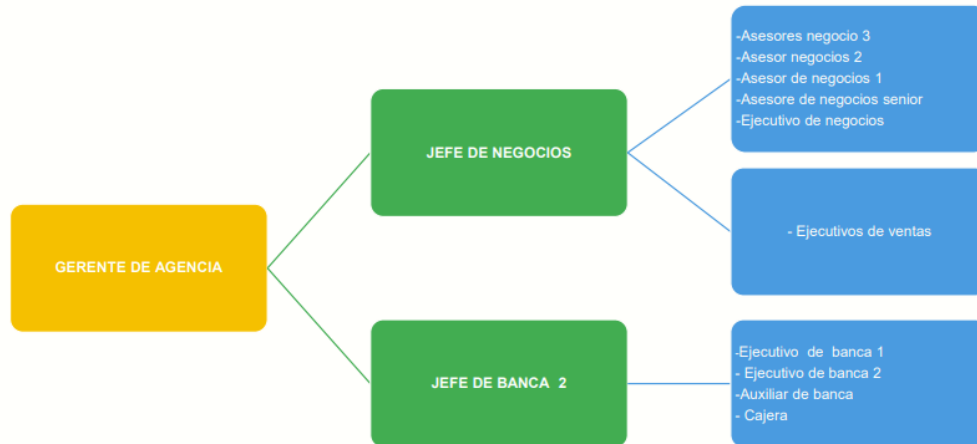 -Asesores negocio 3
-Asesor negocios 2
-Asesor de negocios 1
-Asesore de negocios senior
-Ejecutivo de negocios
JEFE DE NEGOCIOS
- Ejecutivos de ventas
GERENTE DE AGENCIA
-Ejecutivo de banca 1
- Ejecutivo de banca 2
-Auxiliar de banca
- Cajera
JEFE DE BANCA 2